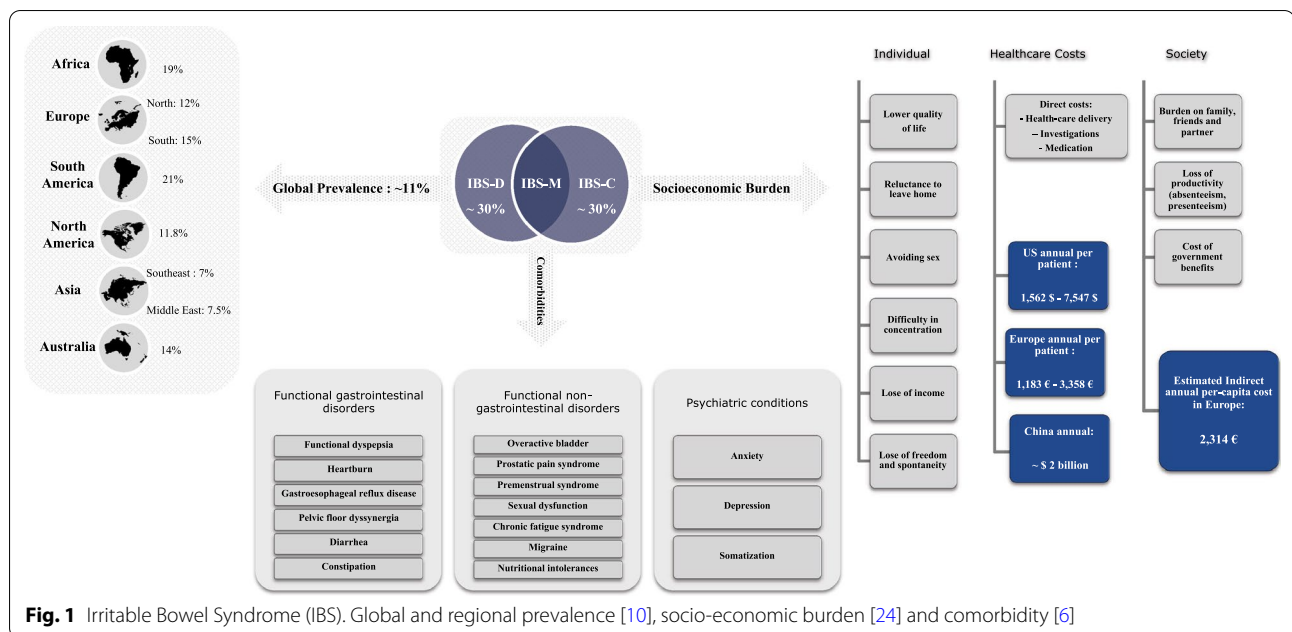 Africa
19%
Europe
North: 12%
South: 15%
South
America
21%
North
America
11.8%
Asia
Southeast : 7%
Middle East: 7.5%
Australia
14%
Global Prevalence : ~11%
IBS-D
~ 30%
IBS-M
IBS-C
~ 30%
Socioeconomic Burden
Comorbidities
Functional gastrointestinal
disorders
Functional dyspepsia
Heartburn
Gastroesophageal reflux disease
Pelvic floor dyssynergia
Diarrhea
Constipation
Functional non-
gastrointestinal disorders
Overactive bladder
Prostatic pain syndrome
Premenstrual syndrome
Sexual dysfunction
Chronic fatigue syndrome
Migraine
Nutritional intolerances
Psychiatric conditions
Anxiety
Depression
Somatization
Individual
Lower quality
of life
Reluctance to
leave home
Avoiding sex
Difficulty in
concentration
Lose of income
Lose of freedom
and spontaneity
Healthcare Costs
Direct costs:
- Health-care delivery
– Investigations
- Medication
US annual per
patient :
1,562 $ - 7,547 $
Europe annual per
patient :
1,183 € - 3,358 €
China annual:
~ $ 2 billion
Society
Burden on family,
friends and
partner
Loss of
productivity
(absenteeism,
presenteeism)
Cost of
government
benefits
Estimated Indirect
annual per-capita cost
in Europe:
2,314 €
Fig. 1 Irritable Bowel Syndrome (IBS). Global and regional prevalence [10], socio-economic burden [24] and comorbidity [6]